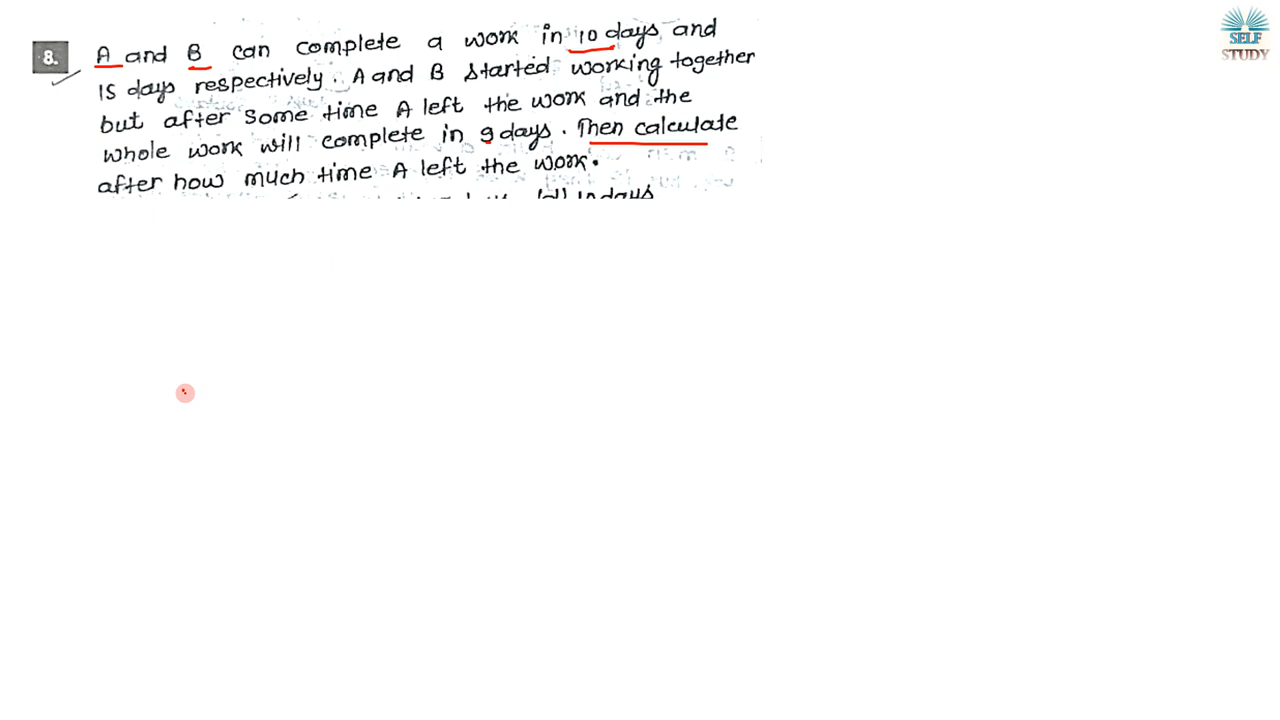 8.
A and B can complete a work in 10 days and
15 days respectively. A and B started working together
but after some time A left the work and the
whole work will complete in 9 days. Then calculate
after how much time A left the work.
SELF
STUDY